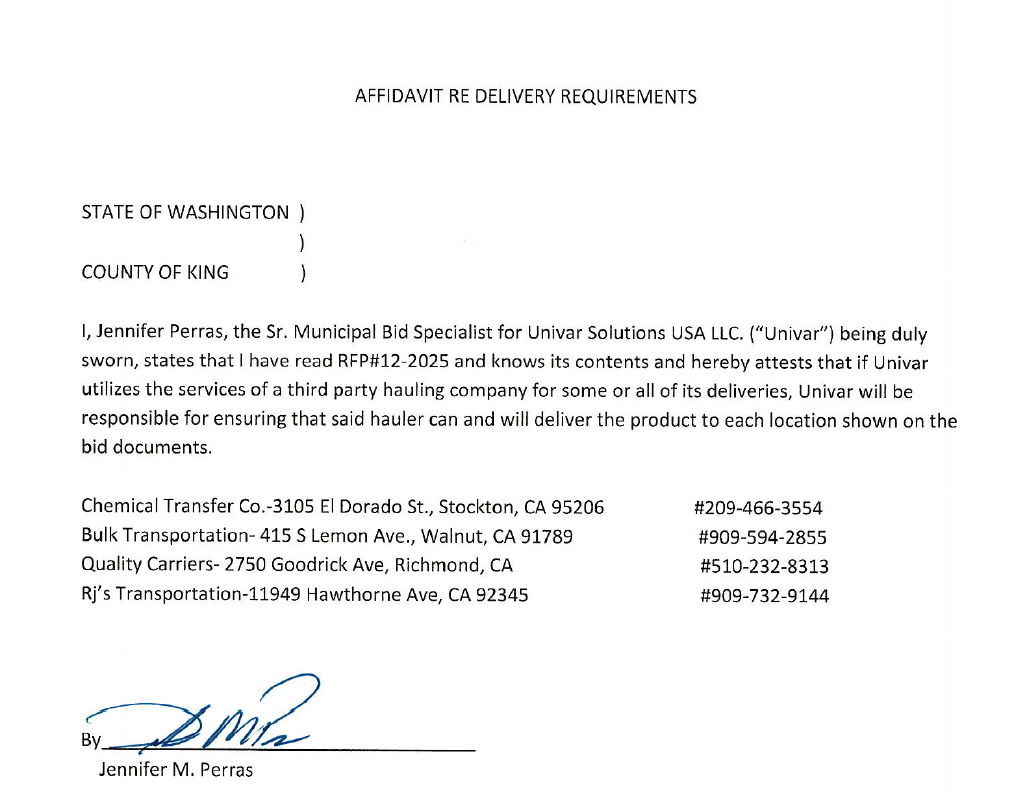 AFFIDAVIT RE DELIVERY REQUIREMENTS
STATE OF WASHINGTON )
)
COUNTY OF KING )
I, Jennifer Perras, the Sr. Municipal Bid Specialist for Univar Solutions USA LLC. (“Univar”) being duly
sworn, states that I have read RFP#12-2025 and knows its contents and hereby attests that if Univar
utilizes the services of a third party hauling company for some or all of its deliveries, Univar will be
responsible for ensuring that said hauler can and will deliver the product to each location shown on the
bid documents.
Chemical Transfer Co.-3105 El Dorado St., Stockton, CA 95206 #209-466-3554
Bulk Transportation- 415 S Lemon Ave., Walnut, CA 91789 #909-594-2855
Quality Carriers- 2750 Goodrick Ave, Richmond, CA #510-232-8313
Rj’s Transportation-11949 Hawthorne Ave, CA 92345 #909-732-9144
By
Jennifer M. Perras